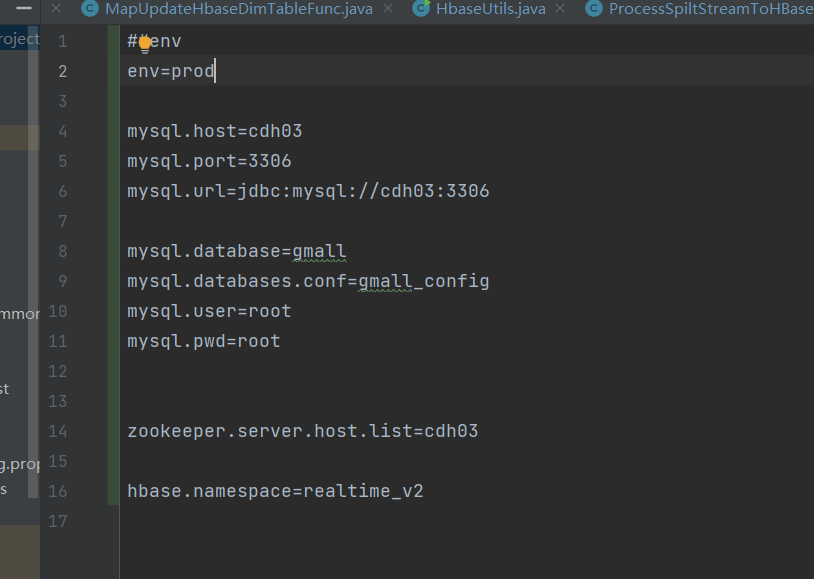 MapUpdateHbaseDimTableFunc.java HbaseUtils.java ProcessSpiltStreamToHBase
roject
1 ##env
2 env=prod
3
4 mysql.host=cdh03
5 mysql.port=3306
6 mysql.url=jdbc:mysql://cdh03:3306
7
8 mysql.database=gmall
9 mysql.databases.conf=gmall_config
mmon
10 mysql.user=root
11 mysql.pwd=root
12
st
13
14 zookeeper.server.host.list=cdh03
g.prop
15
s
16 hbase.namespace=realtime_v2
17